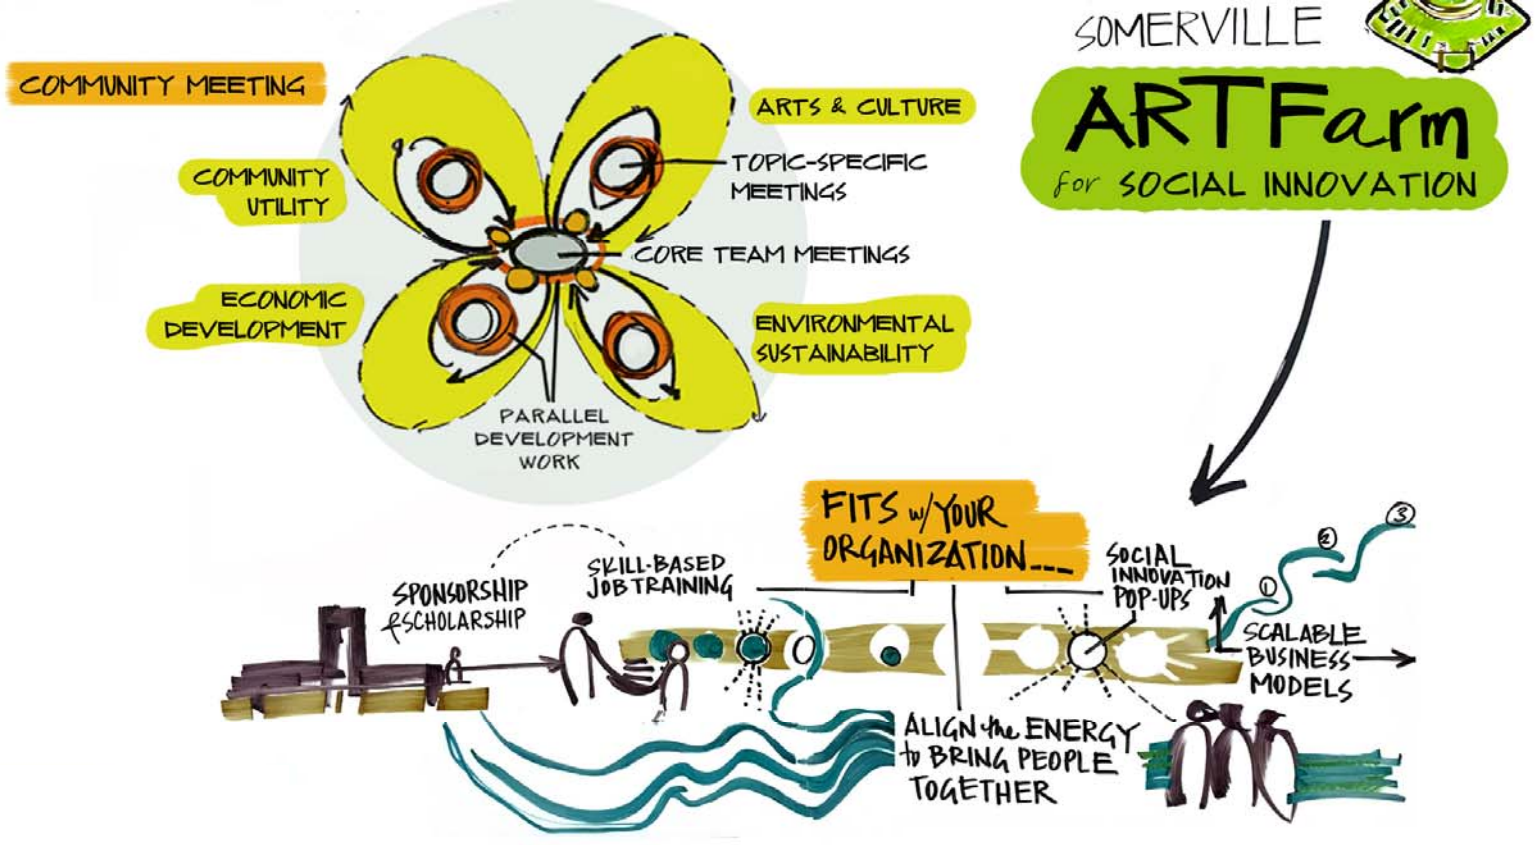 COMMUNITY MEETING
COMMUNITY
UTILITY
ECONOMIC
DEVELOPMENT
ARTS & CULTURE
TOPIC-SPECIFIC
MEETINGS
CORE TEAM MEETINGS
ENVIRONMENTAL
SUSTAINABILITY
PARALLEL
DEVELOPMENT
WORK
SOMERVILLE
ARTFarm
for SOCIAL INNOVATION
FITS w/YOUR
ORGANIZATION---
SPONSORSHIP
&SCHOLARSHIP
SKILL-BASED
JOB TRAINING
SOCIAL
INNOVATION
POP-UPS
1
2
3
SCALABLE
BUSINESS
MODELS
ALIGN the ENERGY
to BRING PEOPLE
TOGETHER